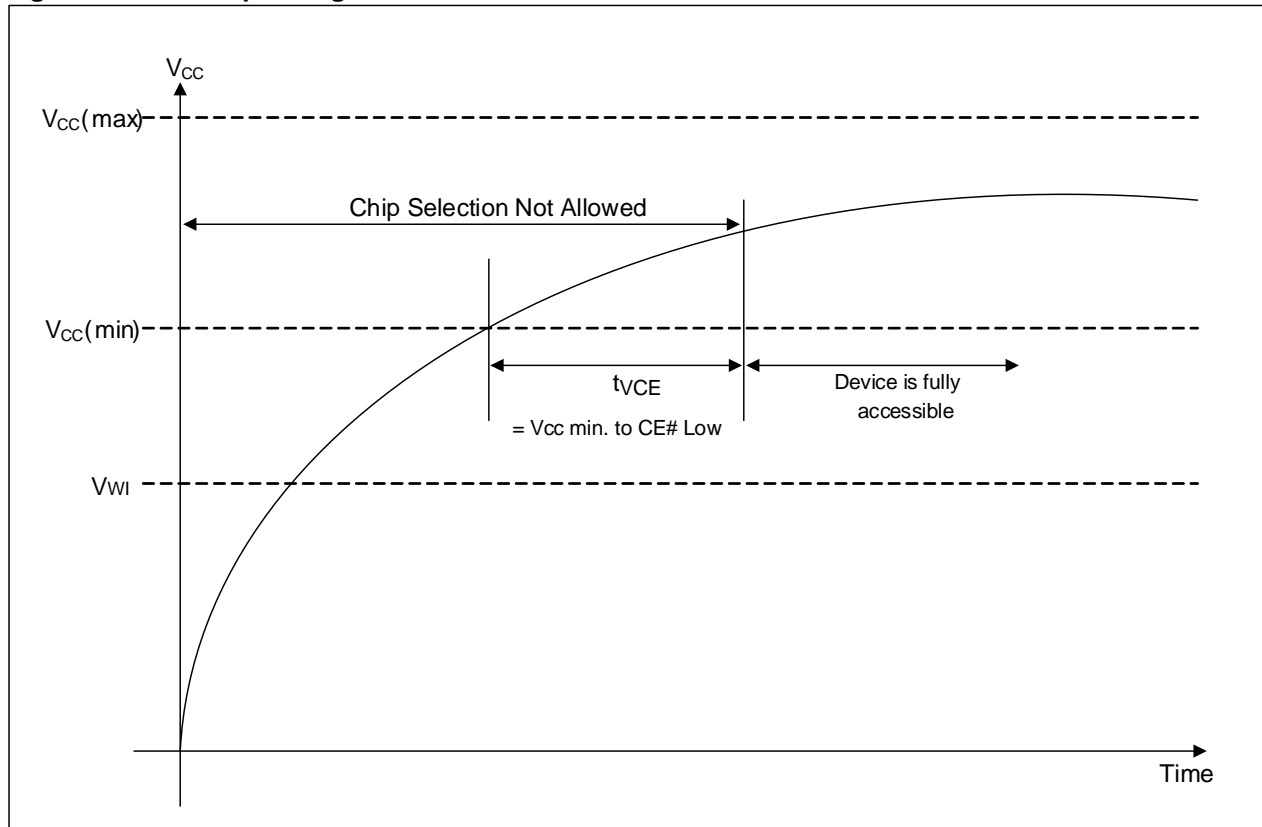 VCC
VCC(max)
Chip Selection Not Allowed
VCC(min)
tVCE
Device is fully
accessible
= Vcc min. to CE# Low
VWI
Time